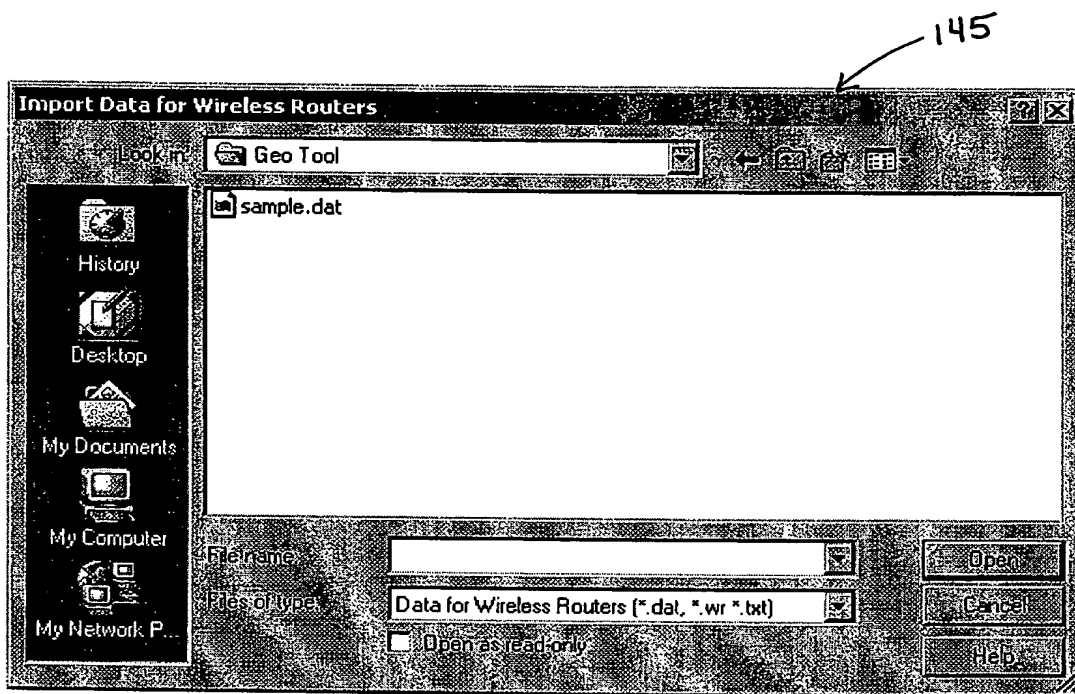 145
Import Data for Wireless Routers
Look in:
Geo Tool
sample.dat
History
Desktop
My Documents
My Computer
My Network P...
File name:
Files of type:
Data for Wireless Routers (*.dat, *.wr *.txt)
Open as read-only
Open
Cancel
Help